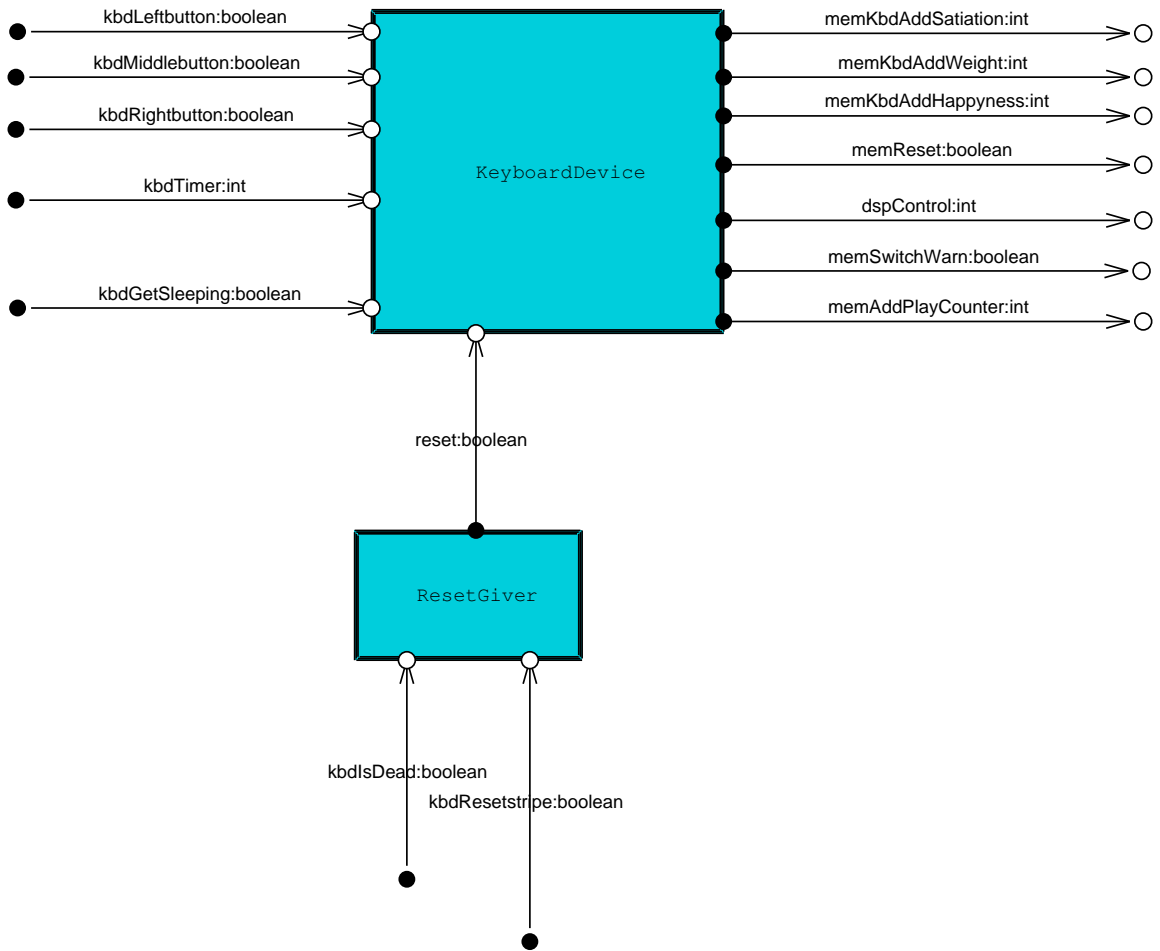 kbdLeftbutton:boolean
kbdMiddlebutton:boolean
kbdRightbutton:boolean
kbdTimer:int
kbdGetSleeping:boolean
KeyboardDevice
memKbdAddSatiation:int
memKbdAddWeight:int
memKbdAddHappyness:int
memReset:boolean
dspControl:int
memSwitchWarn:boolean
memAddPlayCounter:int
reset:boolean
ResetGiver
kbdIsDead:boolean
kbdResetstripe:boolean